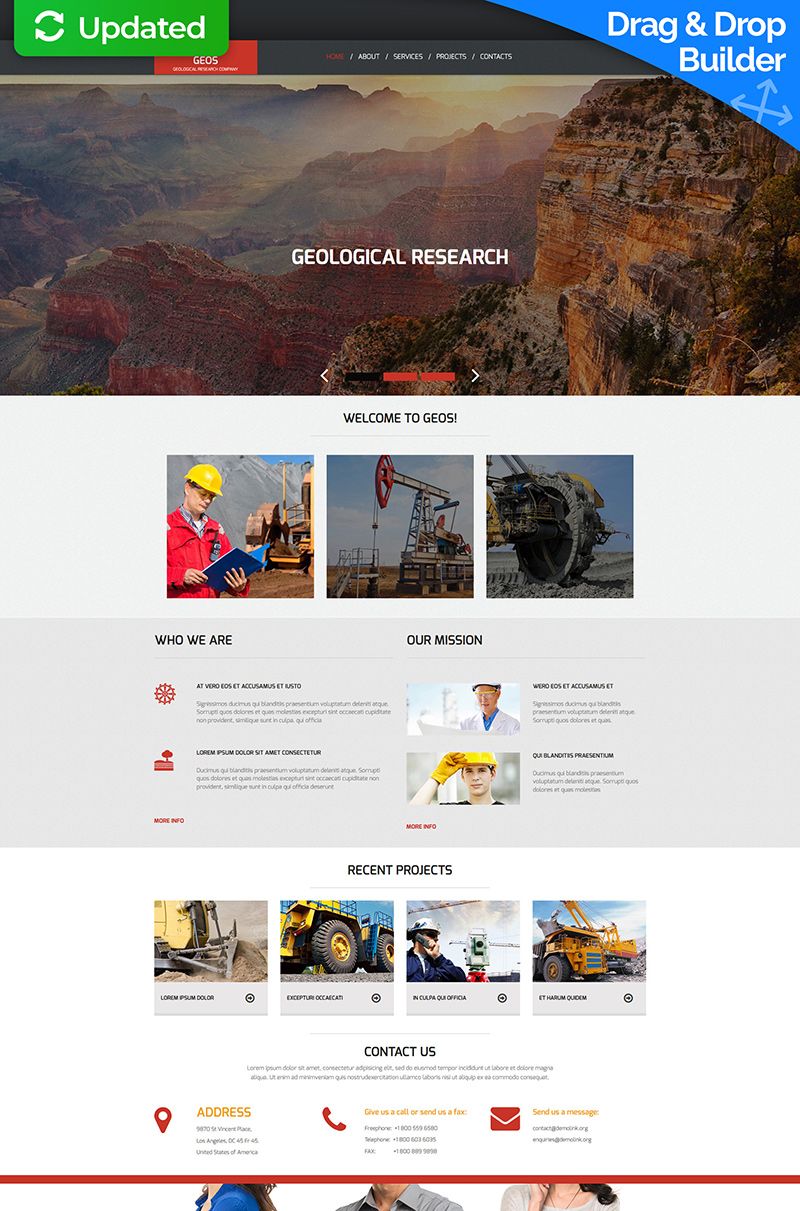 Updated
Drag & Drop
Builder
GEOS
GEOLOGICAL RESEARCH COMPANY
HOME / ABOUT / SERVICES / PROJECTS / CONTACTS
GEOLOGICAL RESEARCH
WELCOME TO GEOS!
WHO WE ARE
AT VERO EOS ET ACCUSAMUS ET IUSTO
Signissimos ducimus qui blanditiis praesentium voluptatum deleniti atque.
Sorrupti quos dolores et quas molestias excepturi sint occaecati cupiditate
non provident, similique sunt in culpa, qui officia
LOREM IPSUM DOLOR SIT AMET CONSECTETUR
Ducimus qui blanditiis praesentium voluptatum deleniti atque. Sorrupti
quos dolores et quas molestias excepturi sint occaecati cupiditate non
provident, similique sunt in culpa qui officia deserunt
MORE INFO
OUR MISSION
WERO EOS ET ACCUSAMUS ET
Signissimos ducimus qui blanditiis
praesentium voluptatum deleniti atque.
Sorrupti quos dolores et quas.
QUI BLANDITIIS PRAESENTIUM
Ducimus qui blanditiis praesentium
voluptatum deleniti atque. Sorrupti quos
dolores et quas molestias
MORE INFO
RECENT PROJECTS
LOREM IPSUM DOLOR
EXCEPTURI OCCAECATI
IN CULPA QUI OFFICIA
ET HARUM QUIDEM
CONTACT US
Lorem ipsum dolor sit amet, consectetur adipisicing elit, sed do eiusmod tempor incididunt ut labore et dolore magna
aliqua. Ut enim ad minimveniam quis nostrudexercitation ullamco laboris nisi ut aliquip ex ea commodo consequat.
ADDRESS
9870 St Vincent Place,
Los Angeles, DC 45 Fr 45.
United States of America
Give us a call or send us a fax:
Freephone: +1 800 559 6580
Telephone: +1 800 603 6035
FAX: +1 800 889 9898
Send us a message:
contact@demolink.org
enquiries@demolink.org